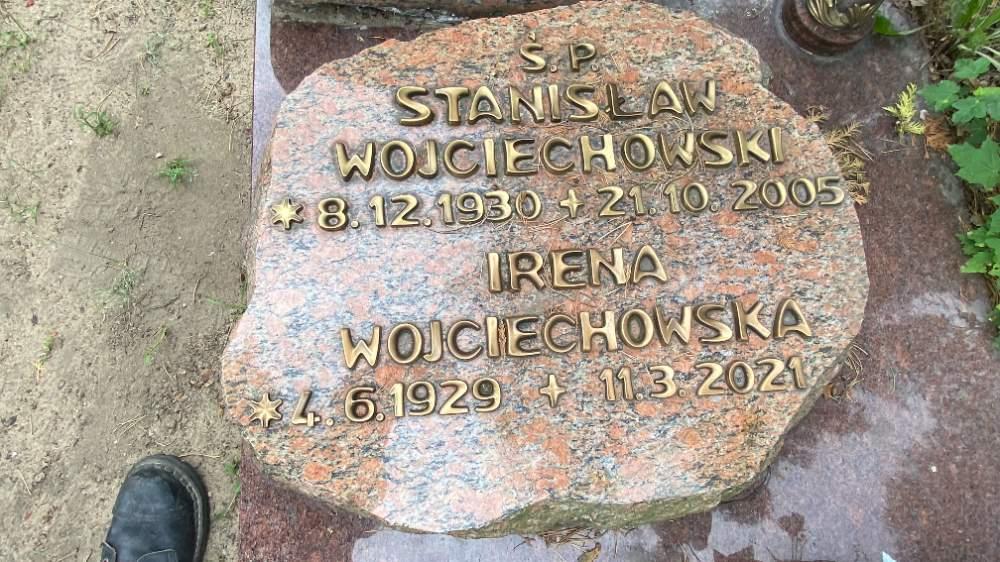 Ś. P
STANISŁAW
WOJCIECHOWSKI
* 8. 12. 1930 + 21. 10. 2005
IRENA
WOJCIECHOWSKA
* 4. 6. 1929 + 11. 3. 2021